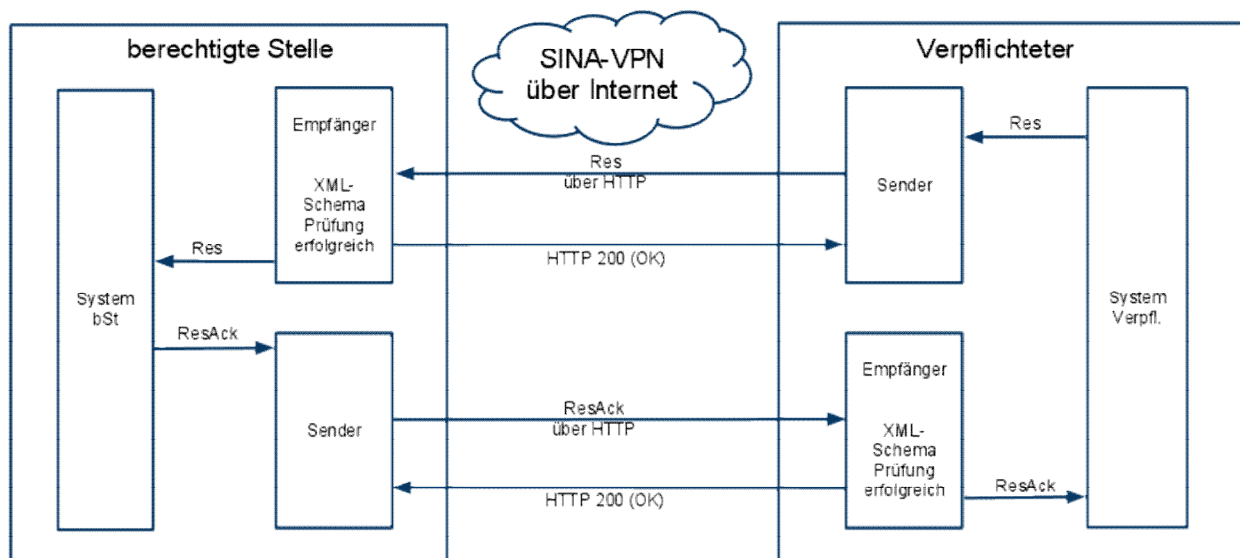 berechtigte Stelle
SINA-VPN
über Internet
Verpflichteter
Empfänger
XML-
Schema
Prüfung
erfolgreich
Res
über HTTP
Sender
Res
Res
HTTP 200 (OK)
System
bSt
System
Verpfl.
ResAck
Sender
ResAck
über HTTP
Empfänger
XML-
Schema
Prüfung
erfolgreich
HTTP 200 (OK)
ResAck